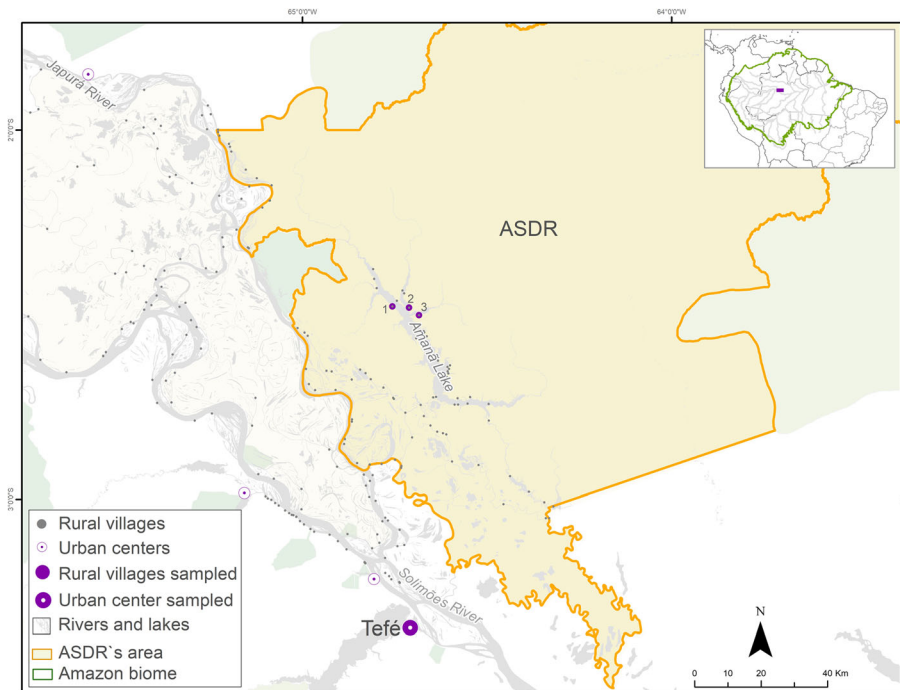 65°0'0"W
64°0'0"W
Japurá River
2°0'S
ASDR
1
2
3
Amanã Lake
3°0'S
Rural villages
Urban centers
Rural villages sampled
Urban center sampled
Rivers and lakes
ASDR`s area
Amazon biome
Solimões River
Tefé
N
0
10
20
40 Km